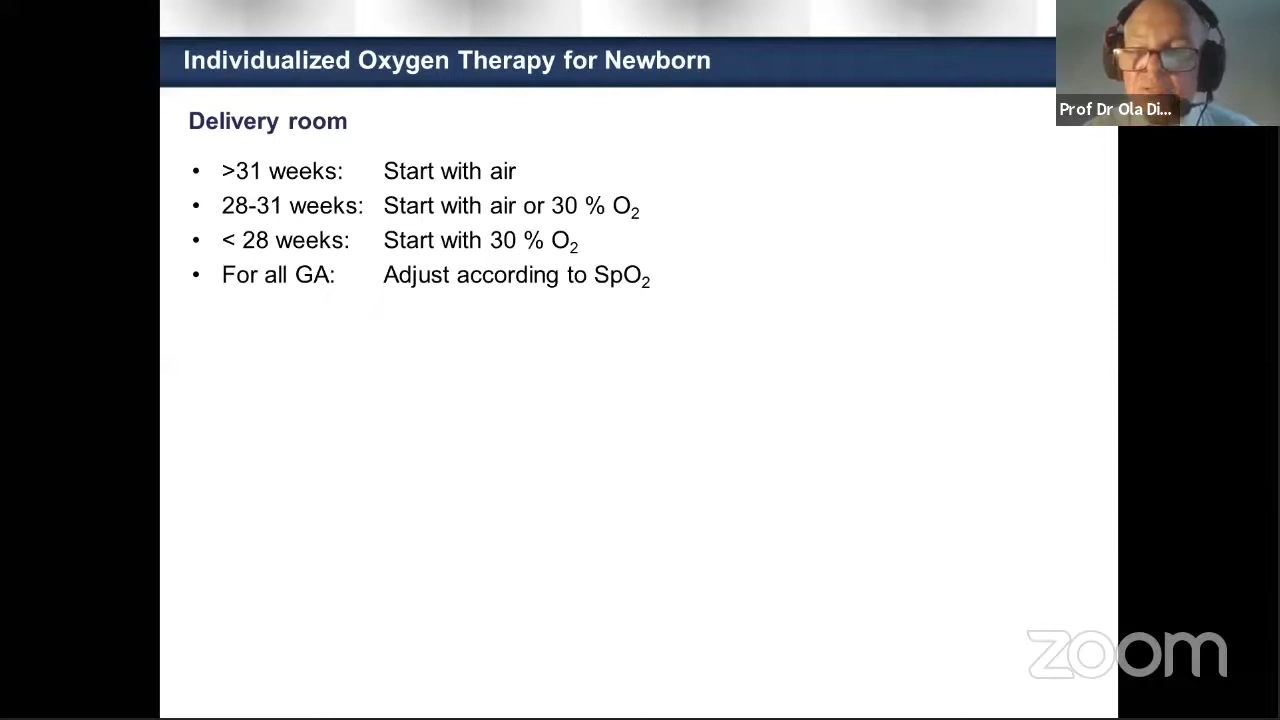 Individualized Oxygen Therapy for Newborn
Prof Dr Ola Di...
Delivery room
• >31 weeks: Start with air
• 28-31 weeks: Start with air or 30 % O₂
• < 28 weeks: Start with 30 % O₂
• For all GA: Adjust according to SpO₂
zoom